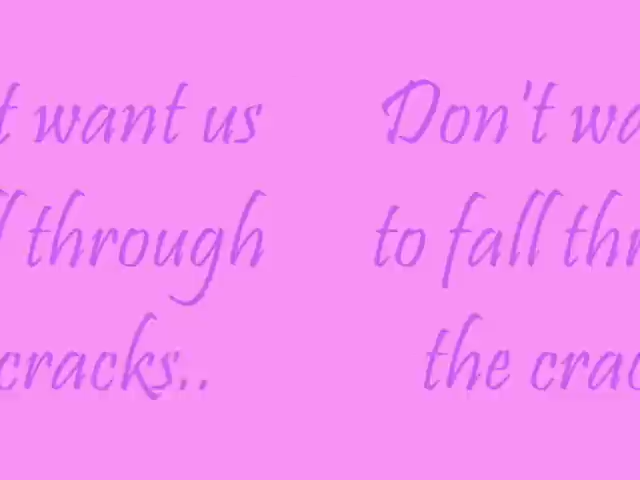 t want us Don't wa
l through to fall thr
cracks.. the crac